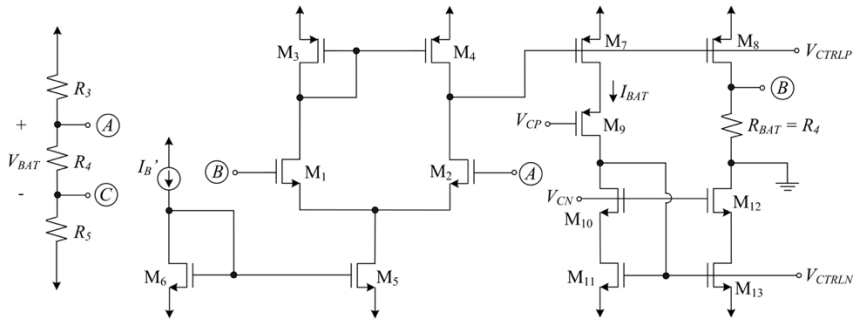 M3
M4
M7
M8
VCTRLP
R3
A
IBAT
B
+
VCP
M9
RBAT = R4
VBAT
R4
IB'
B
M1
M2
A
-
C
VCN
M10
M12
R5
M6
M5
M11
M13
VCTRLN